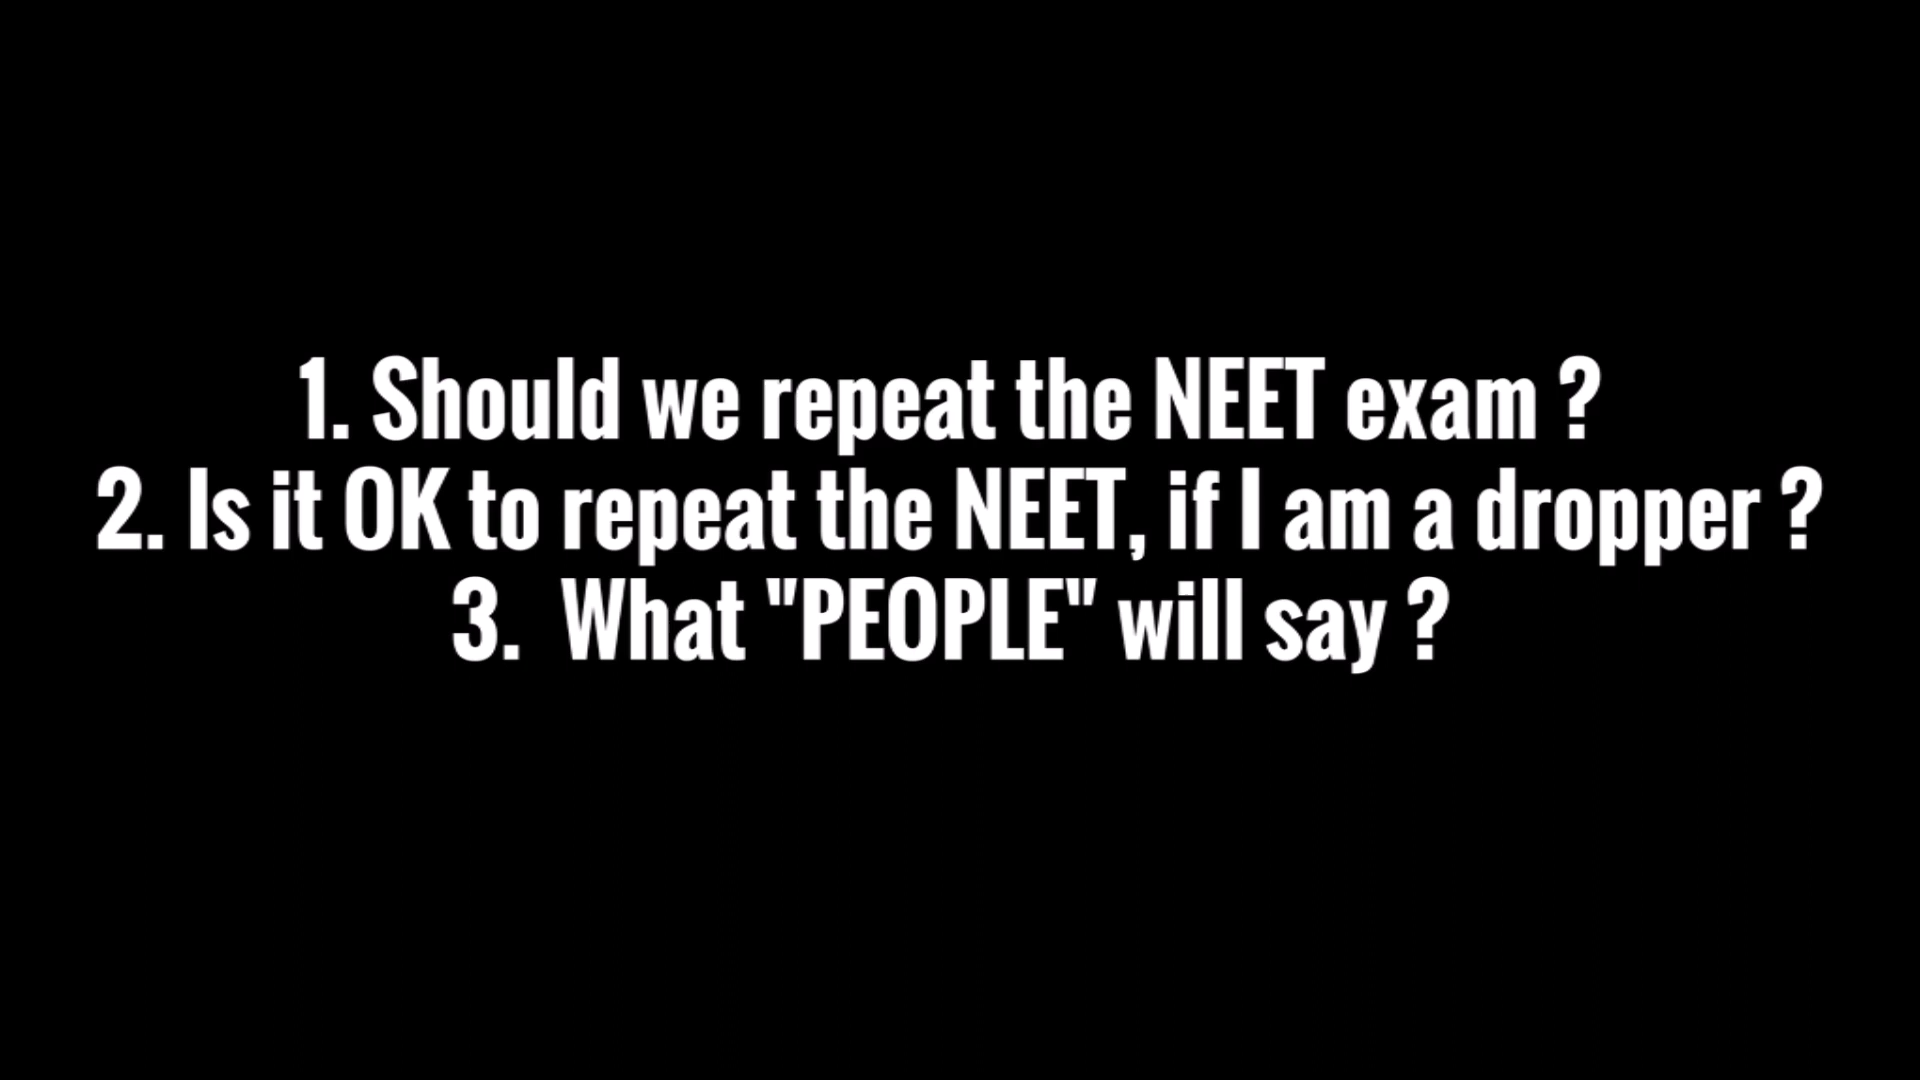 1. Should we repeat the NEET exam ?
2. Is it OK to repeat the NEET, if I am a dropper ?
3.  What "PEOPLE" will say ?